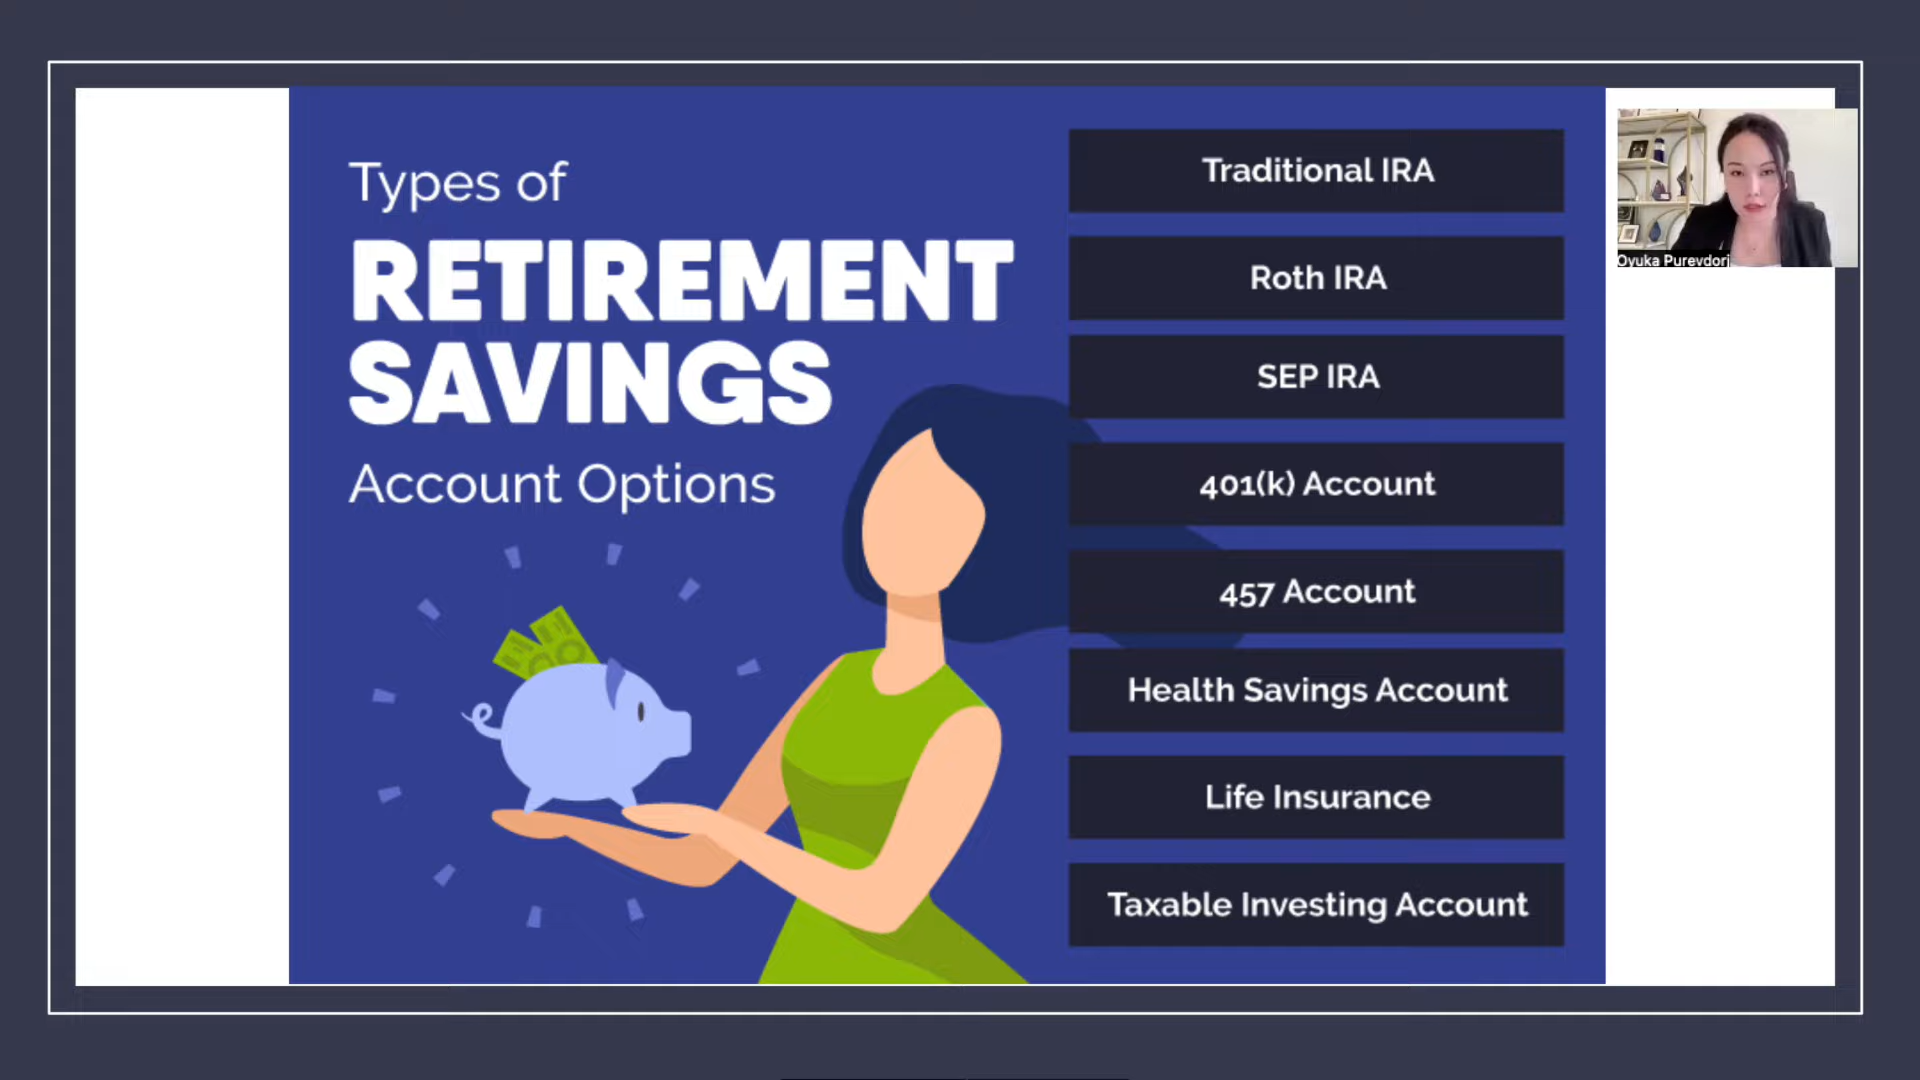 Types of
RETIREMENT
SAVINGS
Account Options
Traditional IRA
Roth IRA
SEP IRA
401(k) Account
457 Account
Health Savings Account
Life Insurance
Taxable Investing Account
Oyuka Purevdorj